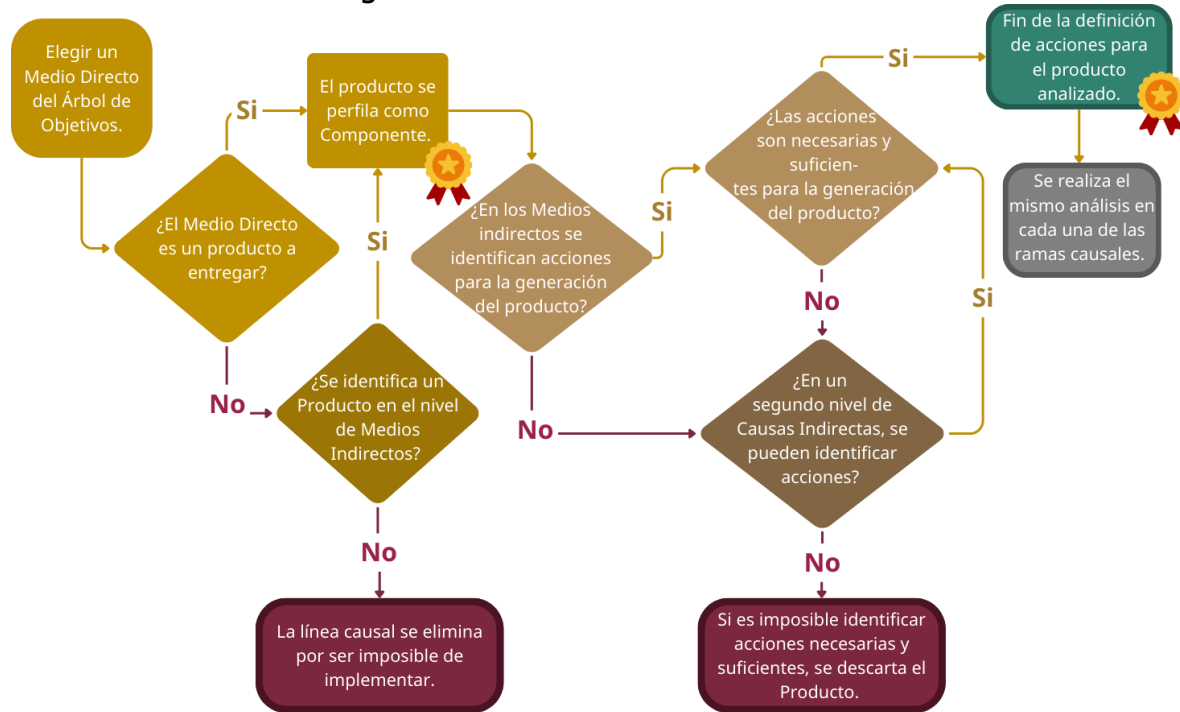 g
Elegir un
Medio Directo
del Árbol de
Objetivos.
¿El Medio Directo
es un producto a
entregar?
Si
No
El producto se
perfila como
Componente.
Si
¿Se identifica un
Producto en el nivel
de Medios
Indirectos?
No
La línea causal se elimina
por ser imposible de
implementar.
¿En los Medios
indirectos se
identifican acciones
para la generación
del producto?
Si
No
¿Las acciones
son necesarias y
suficien-
tes para la generación
del producto?
Si
No
¿En un
segundo nivel de
Causas Indirectas, se
pueden identificar
acciones?
Si
No
Si es imposible identificar
acciones necesarias y
suficientes, se descarta el
Producto.
Fin de la definición
de acciones para
el producto
analizado.
Se realiza el
mismo análisis en
cada una de las
ramas causales.